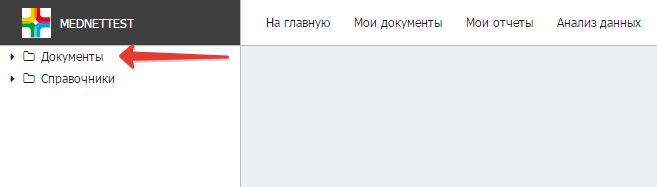 MEDNETTEST
На главную Мои документы Мои отчеты Анализ данных
Документы
Справочники